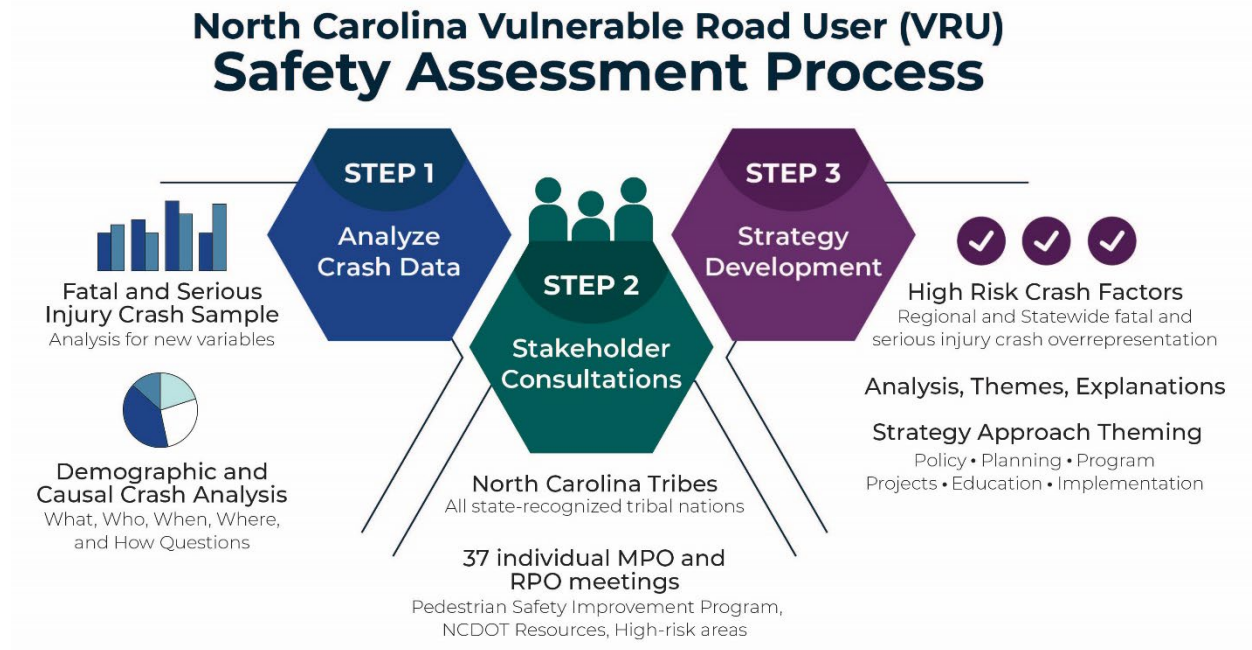 North Carolina Vulnerable Road User (VRU)
Safety Assessment Process
STEP 1
Analyze
Crash Data
Fatal and Serious
Injury Crash Sample
Analysis for new variables
Demographic and
Causal Crash Analysis
What, Who, When, Where,
and How Questions
STEP 2
Stakeholder
Consultations
North Carolina Tribes
All state-recognized tribal nations
37 individual MPO and
RPO meetings
Pedestrian Safety Improvement Program,
NCDOT Resources, High-risk areas
STEP 3
Strategy
Development
High Risk Crash Factors
Regional and Statewide fatal and
serious injury crash overrepresentation
Analysis, Themes, Explanations
Strategy Approach Theming
Policy • Planning • Program
Projects • Education • Implementation